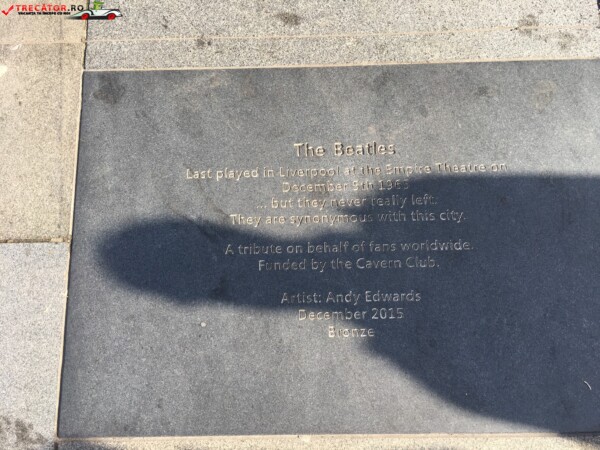 TRECATOR.RO
The Beatles
Last played in Liverpool at the Empire Theatre on
December 5th 1965
... but they never really left.
They are synonymous with this city.
A tribute on behalf of fans worldwide.
Funded by the Cavern Club.
Artist: Andy Edwards
December 2015
Bronze